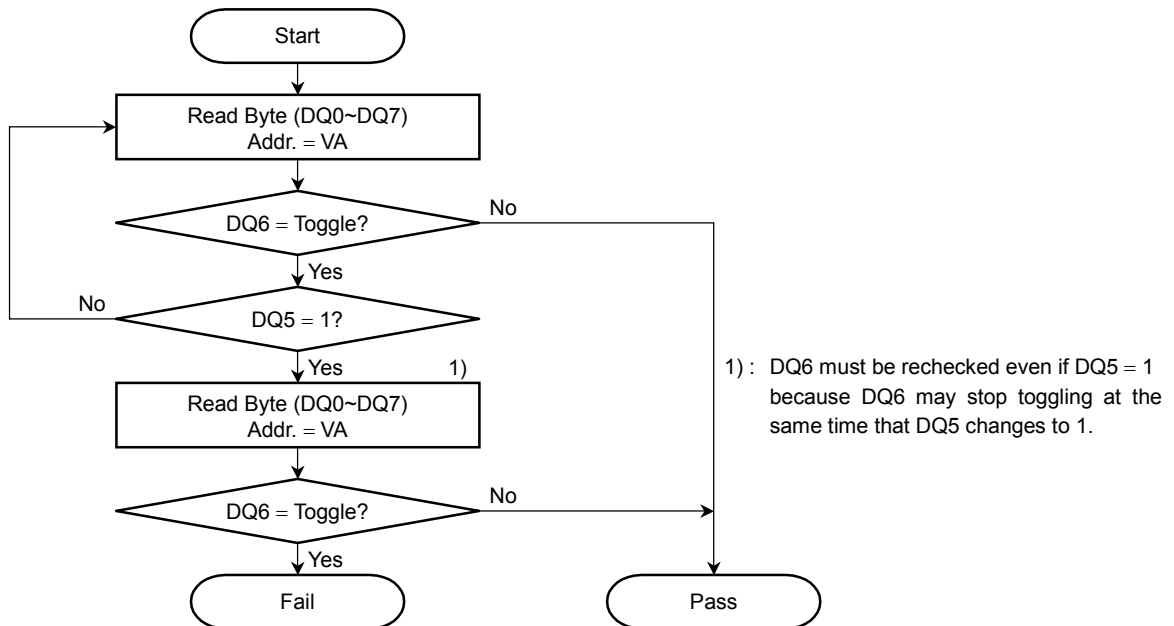 Start
Read Byte (DQ0~DQ7)
Addr. = VA
DQ6 = Toggle?
No
Yes
No
DQ5 = 1?
Yes
1)
Read Byte (DQ0~DQ7)
Addr. = VA
DQ6 = Toggle?
No
Yes
Fail
Pass
1) : DQ6 must be rechecked even if DQ5 = 1
because DQ6 may stop toggling at the
same time that DQ5 changes to 1.